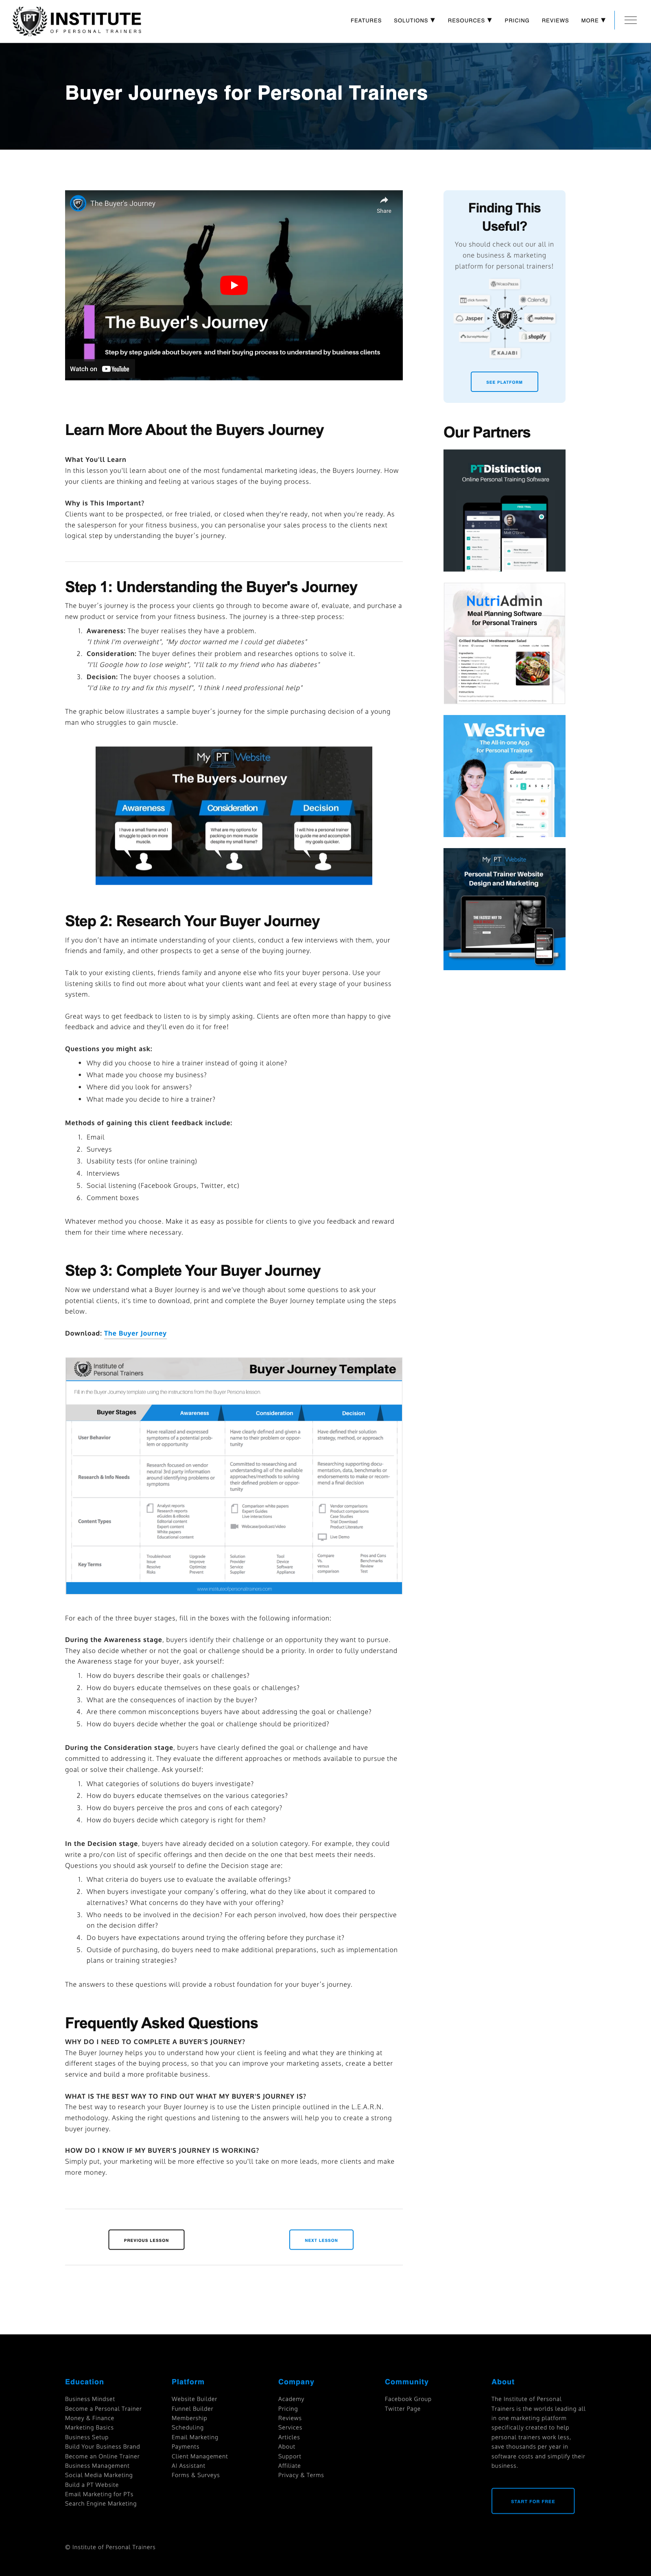 IPT INSTITUTE
OF PERSONAL TRAINERS
FEATURES SOLUTIONS ▼ RESOURCES ▼ PRICING REVIEWS MORE ▼
Buyer Journeys for Personal Trainers
The Buyer's Journey
Share
The Buyer's Journey
Step by step guide about buyers and their buying process to understand by business clients
Watch on YouTube
Finding This
Useful?
You should check out our all in
one business & marketing
platform for personal trainers!
WordPress
click funnels
Calendly
Jasper
mailchimp
SurveyMonkey
shopify
KAJABI
SEE PLATFORM
Our Partners
PTDistinction
Online Personal Training Software
NutriAdmin
Meal Planning Software
for Personal Trainers
Grilled Halloumi Mediterranean Salad
WeStrive
The All in one App
for Personal Trainers
Calendar
My PT Website
Personal Trainer Website
Design and Marketing
Learn More About the Buyers Journey
What You'll Learn
In this lesson you'll learn about one of the most fundamental marketing ideas, the Buyers Journey. How
your clients are thinking and feeling at various stages of the buying process.
Why is This Important?
Clients want to be prospected, or free trialed, or closed when they're ready, not when you're ready. As
the salesperson for your fitness business, you can personalise your sales process to the clients next
logical step by understanding the buyer's journey.
Step 1: Understanding the Buyer's Journey
The buyer's journey is the process your clients go through to become aware of, evaluate, and purchase a
new product or service from your fitness business. The journey is a three-step process:
1. Awareness: The buyer realises they have a problem.
"I think I'm overweight", "My doctor warned me I could get diabetes"
2. Consideration: The buyer defines their problem and researches options to solve it.
"I'll Google how to lose weight", "I'll talk to my friend who has diabetes"
3. Decision: The buyer chooses a solution.
"I'd like to try and fix this myself", "I think I need professional help"
The graphic below illustrates a sample buyer's journey for the simple purchasing decision of a young
man who struggles to gain muscle.
My PT Website
The Buyers Journey
Awareness Consideration Decision
I have a small frame and I
struggle to pack on more
muscle.
What are my options for
packing on more muscle
despite my small frame?
I will hire a personal trainer
to guide me and accomplish
my goals quicker.
Step 2: Research Your Buyer Journey
If you don't have an intimate understanding of your clients, conduct a few interviews with them, your
friends and family, and other prospects to get a sense of the buying journey.
Talk to your existing clients, friends family and anyone else who fits your buyer persona. Use your
listening skills to find out more about what your clients want and feel at every stage of your business
system.
Great ways to get feedback to listen to is by simply asking. Clients are often more than happy to give
feedback and advice and they'll even do it for free!
Questions you might ask:
• Why did you choose to hire a trainer instead of going it alone?
• What made you choose my business?
• Where did you look for answers?
• What made you decide to hire a trainer?
Methods of gaining this client feedback include:
1. Email
2. Surveys
3. Usability tests (for online training)
4. Interviews
5. Social listening (Facebook Groups, Twitter, etc)
6. Comment boxes
Whatever method you choose. Make it as easy as possible for clients to give you feedback and reward
them for their time where necessary.
Step 3: Complete Your Buyer Journey
Now we understand what a Buyer Journey is and we've though about some questions to ask your
potential clients, it's time to download, print and complete the Buyer Journey template using the steps
below.
Download: The Buyer Journey
Institute of
Personal Trainers
Buyer Journey Template
Fill in the Buyer Journey template using the instructions from the Buyer Persona lesson
Buyer Stages Awareness Consideration Decision
User Behavior
Have realized and expressed
symptoms of a potential prob-
lem or opportunity
Have clearly defined and given a
name to their problem or oppor-
tunity
Have defined their solution
strategy, method, or approach
Research & Info Needs
Research focused on vendor
neutral 3rd party information
around identifying problems or
symptoms
Committed to researching and
understanding all of the available
approaches/methods to solving
their defined problem or oppor-
tunity
Researching supporting docu-
mentation, data, benchmarks or
endorsements to make or recom-
mend a final decision
Content Types
Analyst reports
Research reports
eGuides & eBooks
Editorial content
Expert content
White papers
Educational content
Comparison white papers
Expert Guides
Live interactions
Webcase/podcast/video
Vendor comparisons
Product comparisons
Case Studies
Trial Download
Product Literature
Live Demo
Key Terms
Troubleshoot
Issue
Resolve
Risks
Upgrade
Improve
Optimize
Prevent
Solution
Provider
Service
Supplier
Tool
Device
Software
Appliance
Compare
Vs.
versus
comparison
Pros and Cons
Benchmarks
Review
Test
www.instituteofpersonaltrainers.com
For each of the three buyer stages, fill in the boxes with the following information:
During the Awareness stage, buyers identify their challenge or an opportunity they want to pursue.
They also decide whether or not the goal or challenge should be a priority. In order to fully understand
the Awareness stage for your buyer, ask yourself:
1. How do buyers describe their goals or challenges?
2. How do buyers educate themselves on these goals or challenges?
3. What are the consequences of inaction by the buyer?
4. Are there common misconceptions buyers have about addressing the goal or challenge?
5. How do buyers decide whether the goal or challenge should be prioritized?
During the Consideration stage, buyers have clearly defined the goal or challenge and have
committed to addressing it. They evaluate the different approaches or methods available to pursue the
goal or solve their challenge. Ask yourself:
1. What categories of solutions do buyers investigate?
2. How do buyers educate themselves on the various categories?
3. How do buyers perceive the pros and cons of each category?
4. How do buyers decide which category is right for them?
In the Decision stage, buyers have already decided on a solution category. For example, they could
write a pro/con list of specific offerings and then decide on the one that best meets their needs.
Questions you should ask yourself to define the Decision stage are:
1. What criteria do buyers use to evaluate the available offerings?
2. When buyers investigate your company's offering, what do they like about it compared to
alternatives? What concerns do they have with your offering?
3. Who needs to be involved in the decision? For each person involved, how does their perspective
on the decision differ?
4. Do buyers have expectations around trying the offering before they purchase it?
5. Outside of purchasing, do buyers need to make additional preparations, such as implementation
plans or training strategies?
The answers to these questions will provide a robust foundation for your buyer's journey.
Frequently Asked Questions
WHY DO I NEED TO COMPLETE A BUYER'S JOURNEY?
The Buyer Journey helps you to understand how your client is feeling and what they are thinking at
different stages of the buying process, so that you can improve your marketing assets, create a better
service and build a more profitable business.
WHAT IS THE BEST WAY TO FIND OUT WHAT MY BUYER'S JOURNEY IS?
The best way to research your Buyer Journey is to use the Listen principle outlined in the L.E.A.R.N.
methodology. Asking the right questions and listening to the answers will help you to create a strong
buyer journey.
HOW DO I KNOW IF MY BUYER'S JOURNEY IS WORKING?
Simply put, your marketing will be more effective so you'll take on more leads, more clients and make
more money.
PREVIOUS LESSON NEXT LESSON
Education
Business Mindset
Become a Personal Trainer
Money & Finance
Marketing Basics
Business Setup
Build Your Business Brand
Become an Online Trainer
Business Management
Social Media Marketing
Build a PT Website
Email Marketing for PTs
Search Engine Marketing
Platform
Website Builder
Funnel Builder
Membership
Scheduling
Email Marketing
Payments
Client Management
AI Assistant
Forms & Surveys
Company
Academy
Pricing
Reviews
Services
Articles
About
Support
Affiliate
Privacy & Terms
Community
Facebook Group
Twitter Page
About
The Institute of Personal
Trainers is the worlds leading all
in one marketing platform
specifically created to help
personal trainers work less,
save thousands per year in
software costs and simplify their
business.
START FOR FREE
© Institute of Personal Trainers